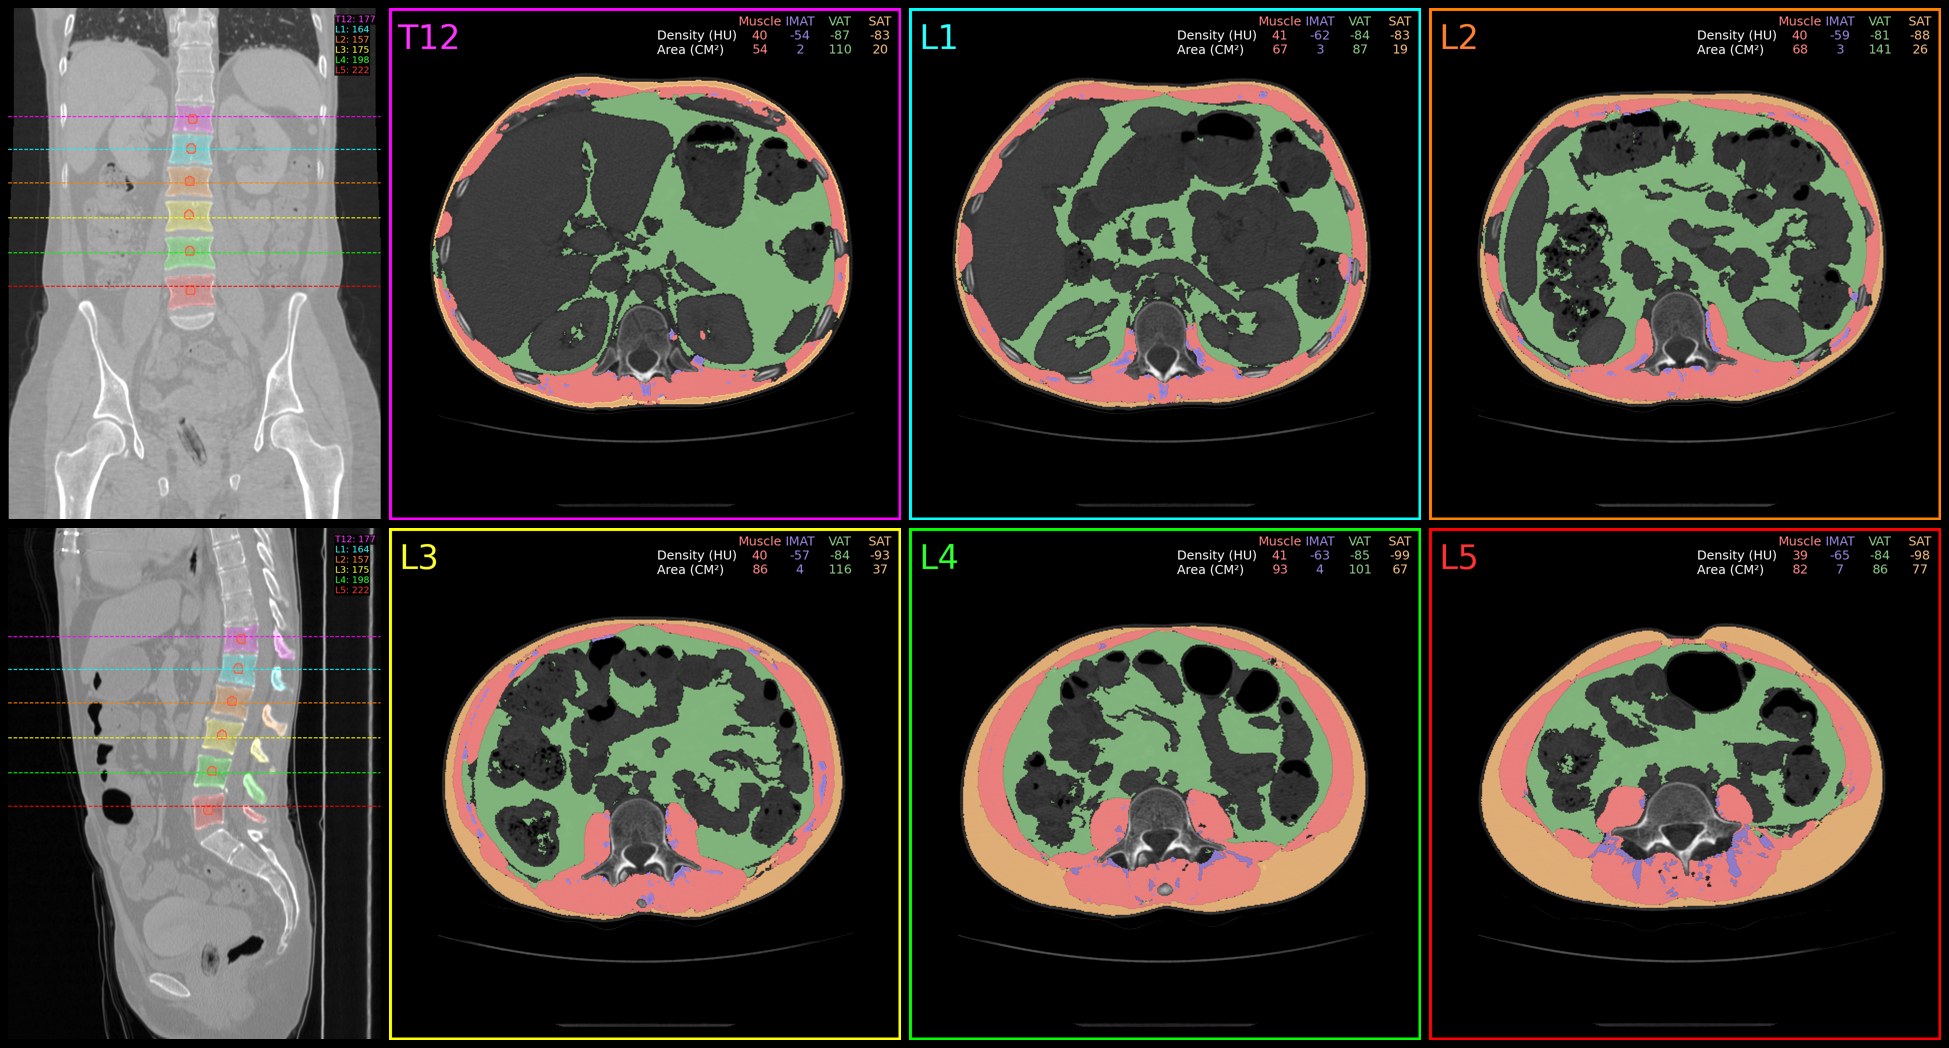 T12: 177
L1: 164
L2: 157
L3: 175
L4: 198
L5: 222
T12
Muscle IMAT VAT SAT
Density (HU) 40 -54 -87 -83
Area (CM²) 54 2 110 20
L1
Muscle IMAT VAT SAT
Density (HU) 41 -62 -84 -83
Area (CM²) 67 3 87 19
L2
Muscle IMAT VAT SAT
Density (HU) 40 -59 -81 -88
Area (CM²) 68 3 141 26
T12: 177
L1: 164
L2: 157
L3: 175
L4: 198
L5: 222
L3
Muscle IMAT VAT SAT
Density (HU) 40 -57 -84 -93
Area (CM²) 86 4 116 37
L4
Muscle IMAT VAT SAT
Density (HU) 41 -63 -85 -99
Area (CM²) 93 4 101 67
L5
Muscle IMAT VAT SAT
Density (HU) 39 -65 -84 -98
Area (CM²) 82 7 86 77